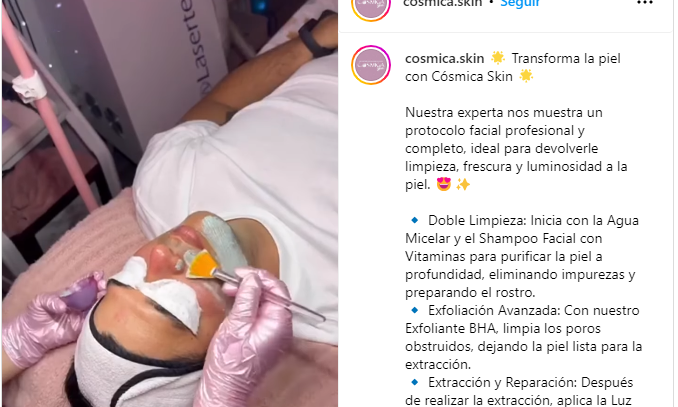 cosmica.skin • Seguir
Lasertec
cosmica.skin 🌟 Transforma la piel
con Cósmica Skin 🌟
Nuestra experta nos muestra un
protocolo facial profesional y
completo, ideal para devolverle
limpieza, frescura y luminosidad a la
piel. 😍✨
🔹 Doble Limpieza: Inicia con la Agua
Micelar y el Shampoo Facial con
Vitaminas para purificar la piel a
profundidad, eliminando impurezas y
preparando el rostro.
🔹 Exfoliación Avanzada: Con nuestro
Exfoliante BHA, limpia los poros
obstruidos, dejando la piel lista para la
extracción.
🔹 Extracción y Reparación: Después
de realizar la extracción, aplica la Luz